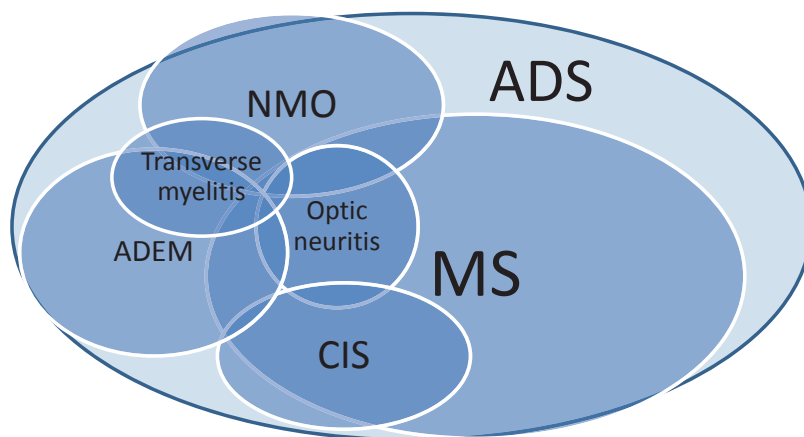 ADS
NMO
Transverse
myelitis
Optic
neuritis
ADEM
MS
CIS